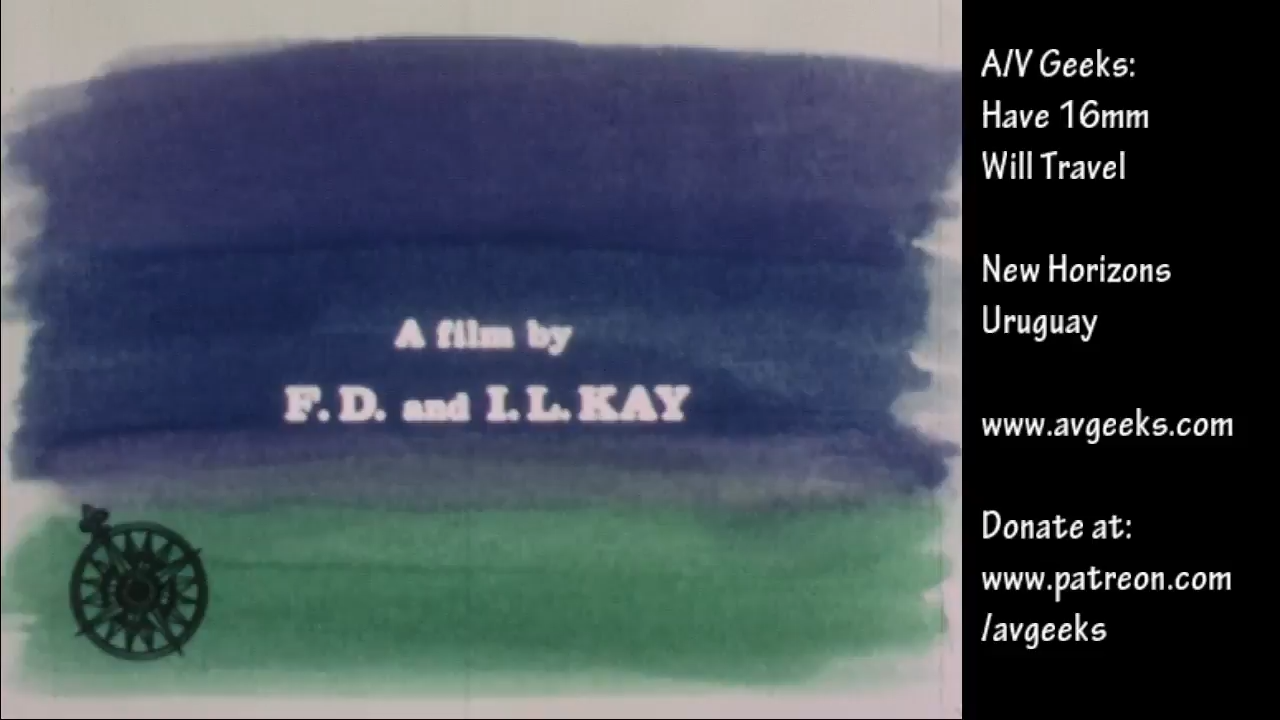 A film by
F. D. and I. L. KAY
A/V Geeks:
Have 16mm
Will Travel
New Horizons
Uruguay
www.avgeeks.com
Donate at:
www.patreon.com
/avgeeks